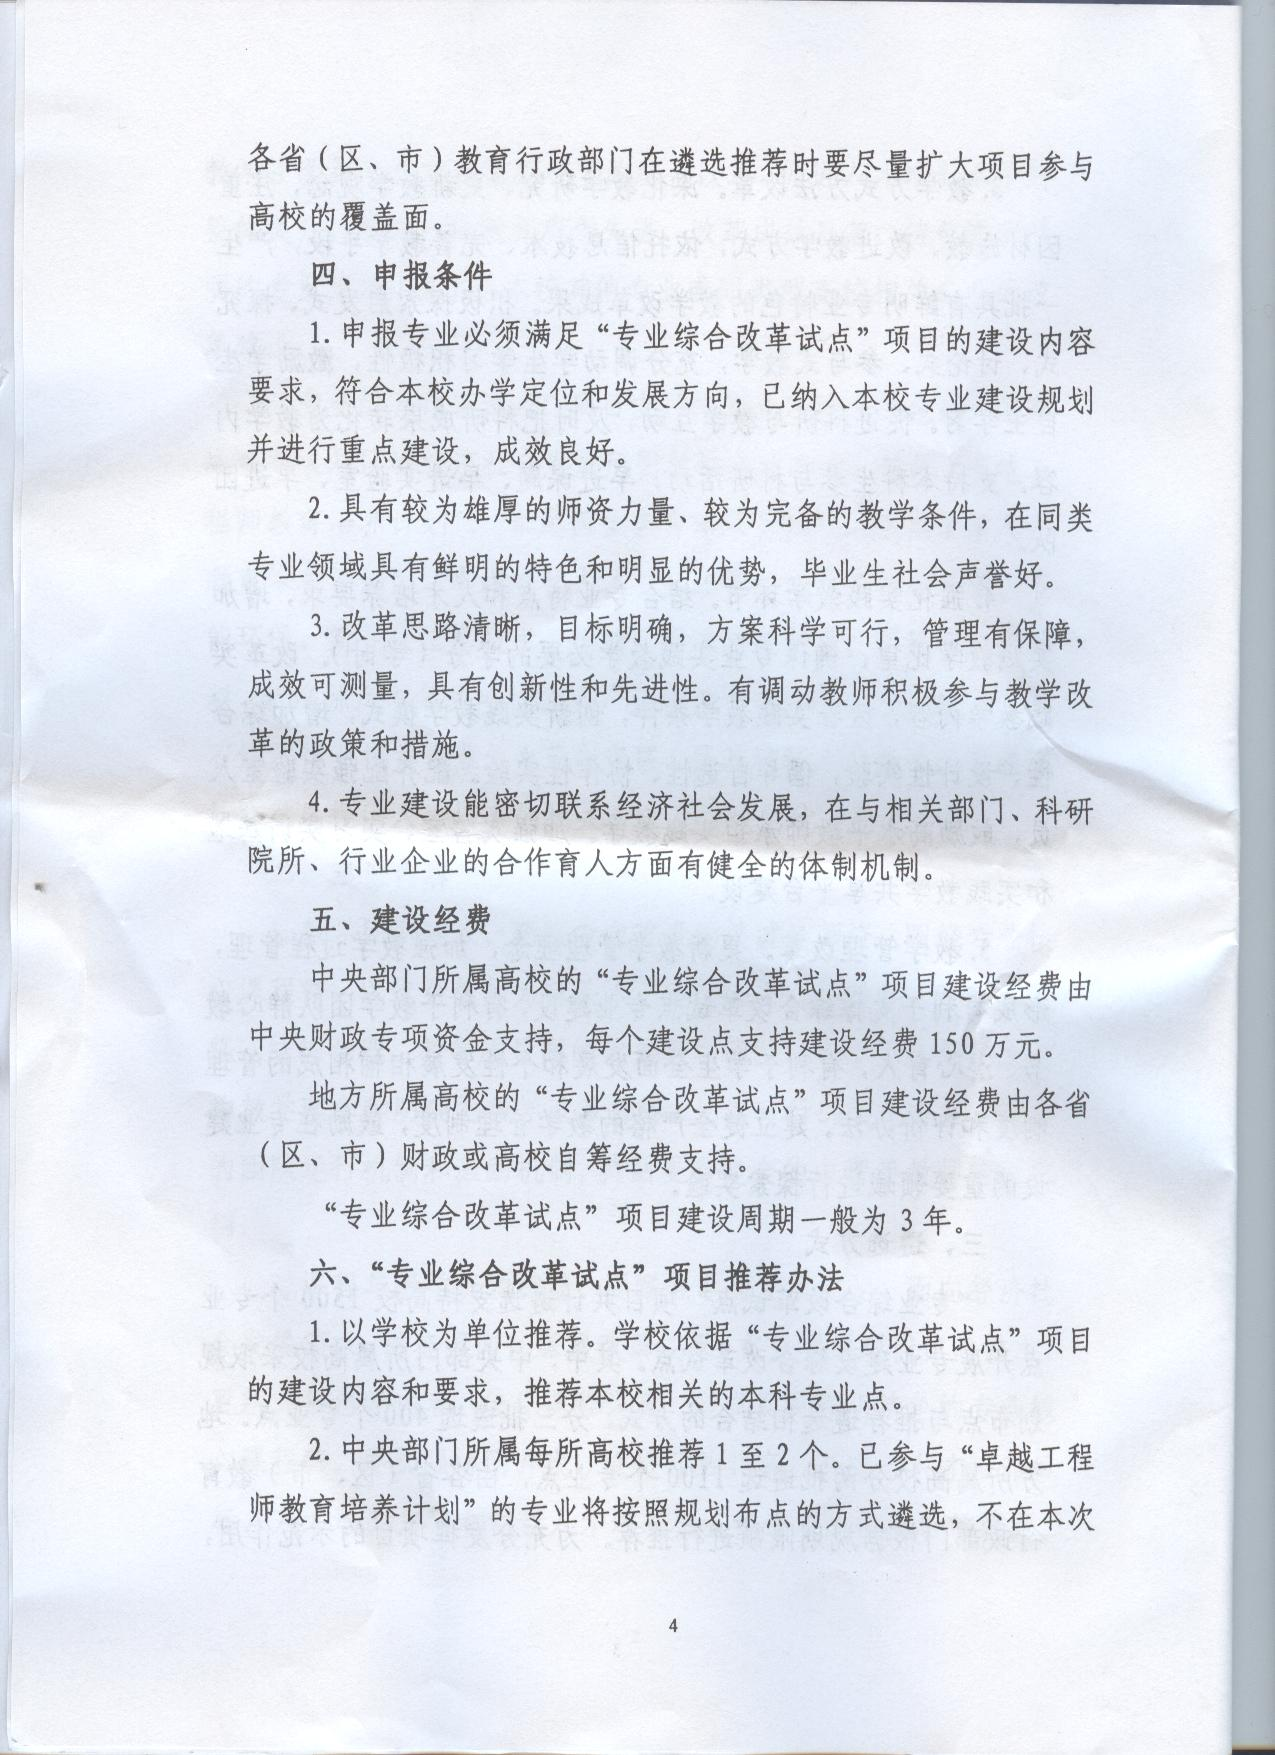 各省（区、市）教育行政部门在遴选推荐时要尽量扩大项目参与
高校的覆盖面。
四、申报条件
1.申报专业必须满足“专业综合改革试点”项目的建设内容
要求，符合本校办学定位和发展方向，已纳入本校专业建设规划
并进行重点建设，成效良好。
2.具有较为雄厚的师资力量、较为完备的教学条件，在同类
专业领域具有鲜明的特色和明显的优势，毕业生社会声誉好。
3.改革思路清晰，目标明确，方案科学可行，管理有保障，
成效可测量，具有创新性和先进性。有调动教师积极参与教学改
革的政策和措施。
4.专业建设能密切联系经济社会发展，在与相关部门、科研
院所、行业企业的合作育人方面有健全的体制机制。
五、建设经费
中央部门所属高校的“专业综合改革试点”项目建设经费由
中央财政专项资金支持，每个建设点支持建设经费150万元。
地方所属高校的“专业综合改革试点”项目建设经费由各省
（区、市）财政或高校自筹经费支持。
“专业综合改革试点”项目建设周期一般为3年。
六、“专业综合改革试点”项目推荐办法
1.以学校为单位推荐。学校依据“专业综合改革试点”项目
的建设内容和要求，推荐本校相关的本科专业点。
2.中央部门所属每所高校推荐1至2个。已参与“卓越工程
师教育培养计划”的专业将按照规划布点的方式遴选，不在本次
4